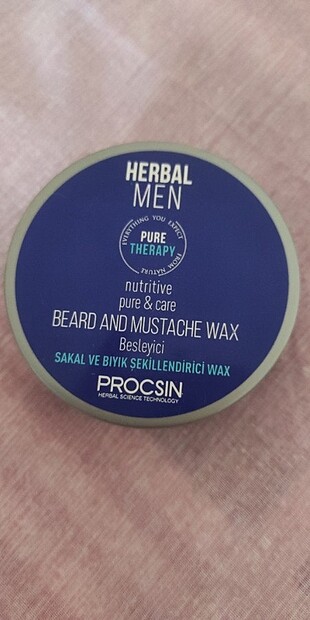 HERBAL
MEN
EVERYTHING YOU EXPECT
PURE
THERAPY
FROM NATURE
nutritive
pure & care
BEARD AND MUSTACHE WAX
Besleyici
SAKAL VE BIYIK ŞEKİLLENDİRİCİ WAX
PROCSIN
HERBAL SCIENCE TECHNOLOGY